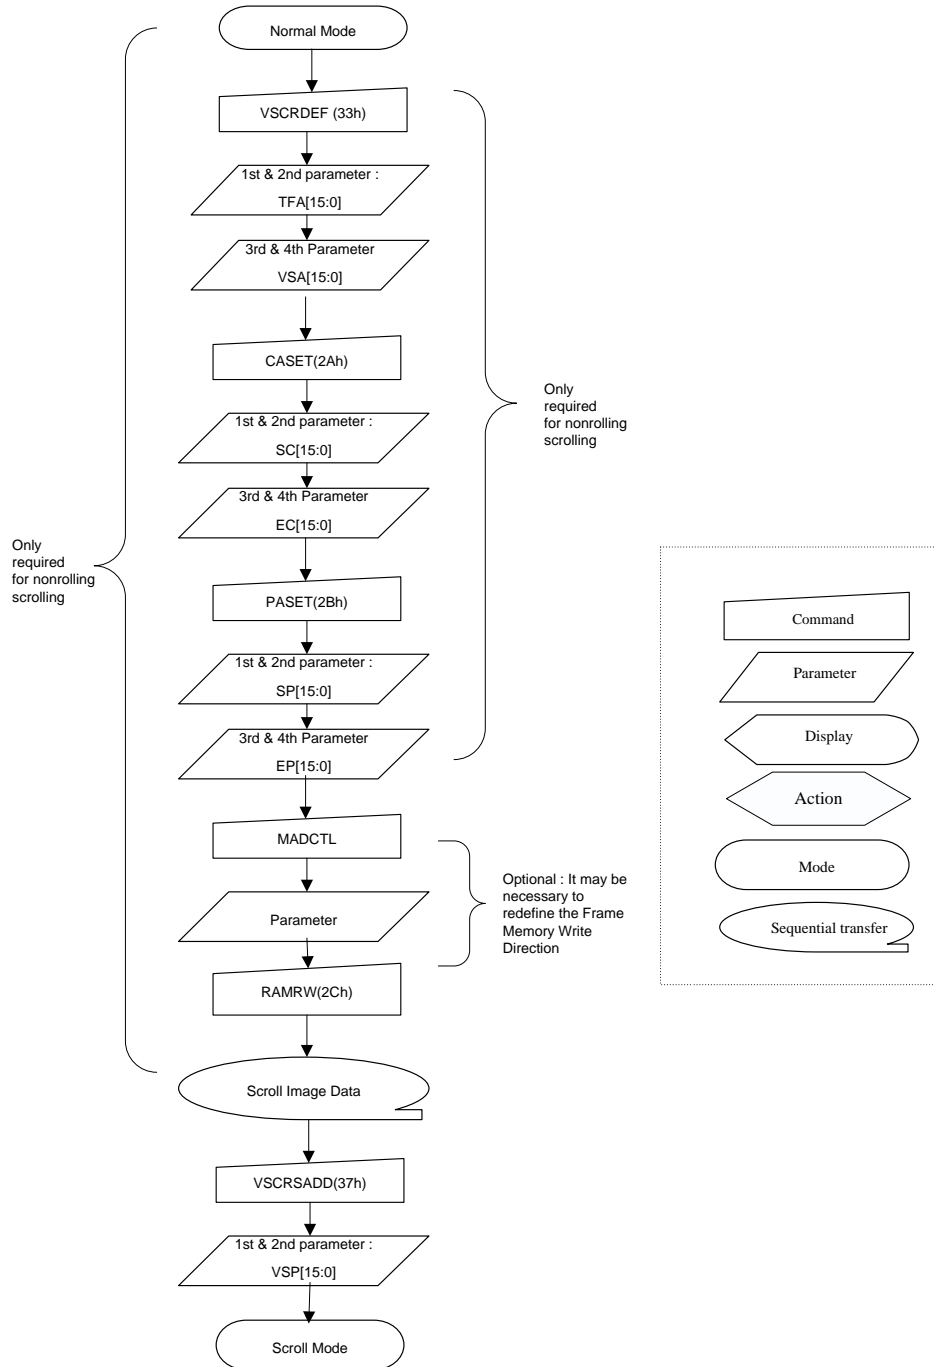 Normal Mode
VSCRDEF (33h)
1st & 2nd parameter :
TFA[15:0]
3rd & 4th Parameter
VSA[15:0]
CASET(2Ah)
1st & 2nd parameter :
SC[15:0]
3rd & 4th Parameter
EC[15:0]
PASET(2Bh)
1st & 2nd parameter :
SP[15:0]
3rd & 4th Parameter
EP[15:0]
MADCTL
Parameter
RAMRW(2Ch)
Scroll Image Data
VSCRSADD(37h)
1st & 2nd parameter :
VSP[15:0]
Scroll Mode
Only
required
for nonrolling
scrolling
Only
required
for nonrolling
scrolling
Optional : It may be
necessary to
redefine the Frame
Memory Write
Direction
Command
Parameter
Display
Action
Mode
Sequential transfer